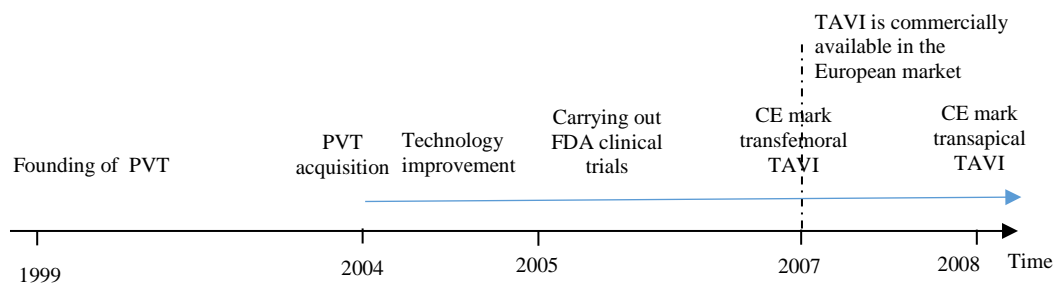 TAVI is commercially
available in the
European market
Founding of PVT
PVT
acquisition
Technology
improvement
Carrying out
FDA clinical
trials
CE mark
transfemoral
TAVI
CE mark
transapical
TAVI
1999
2004
2005
2007
2008
Time